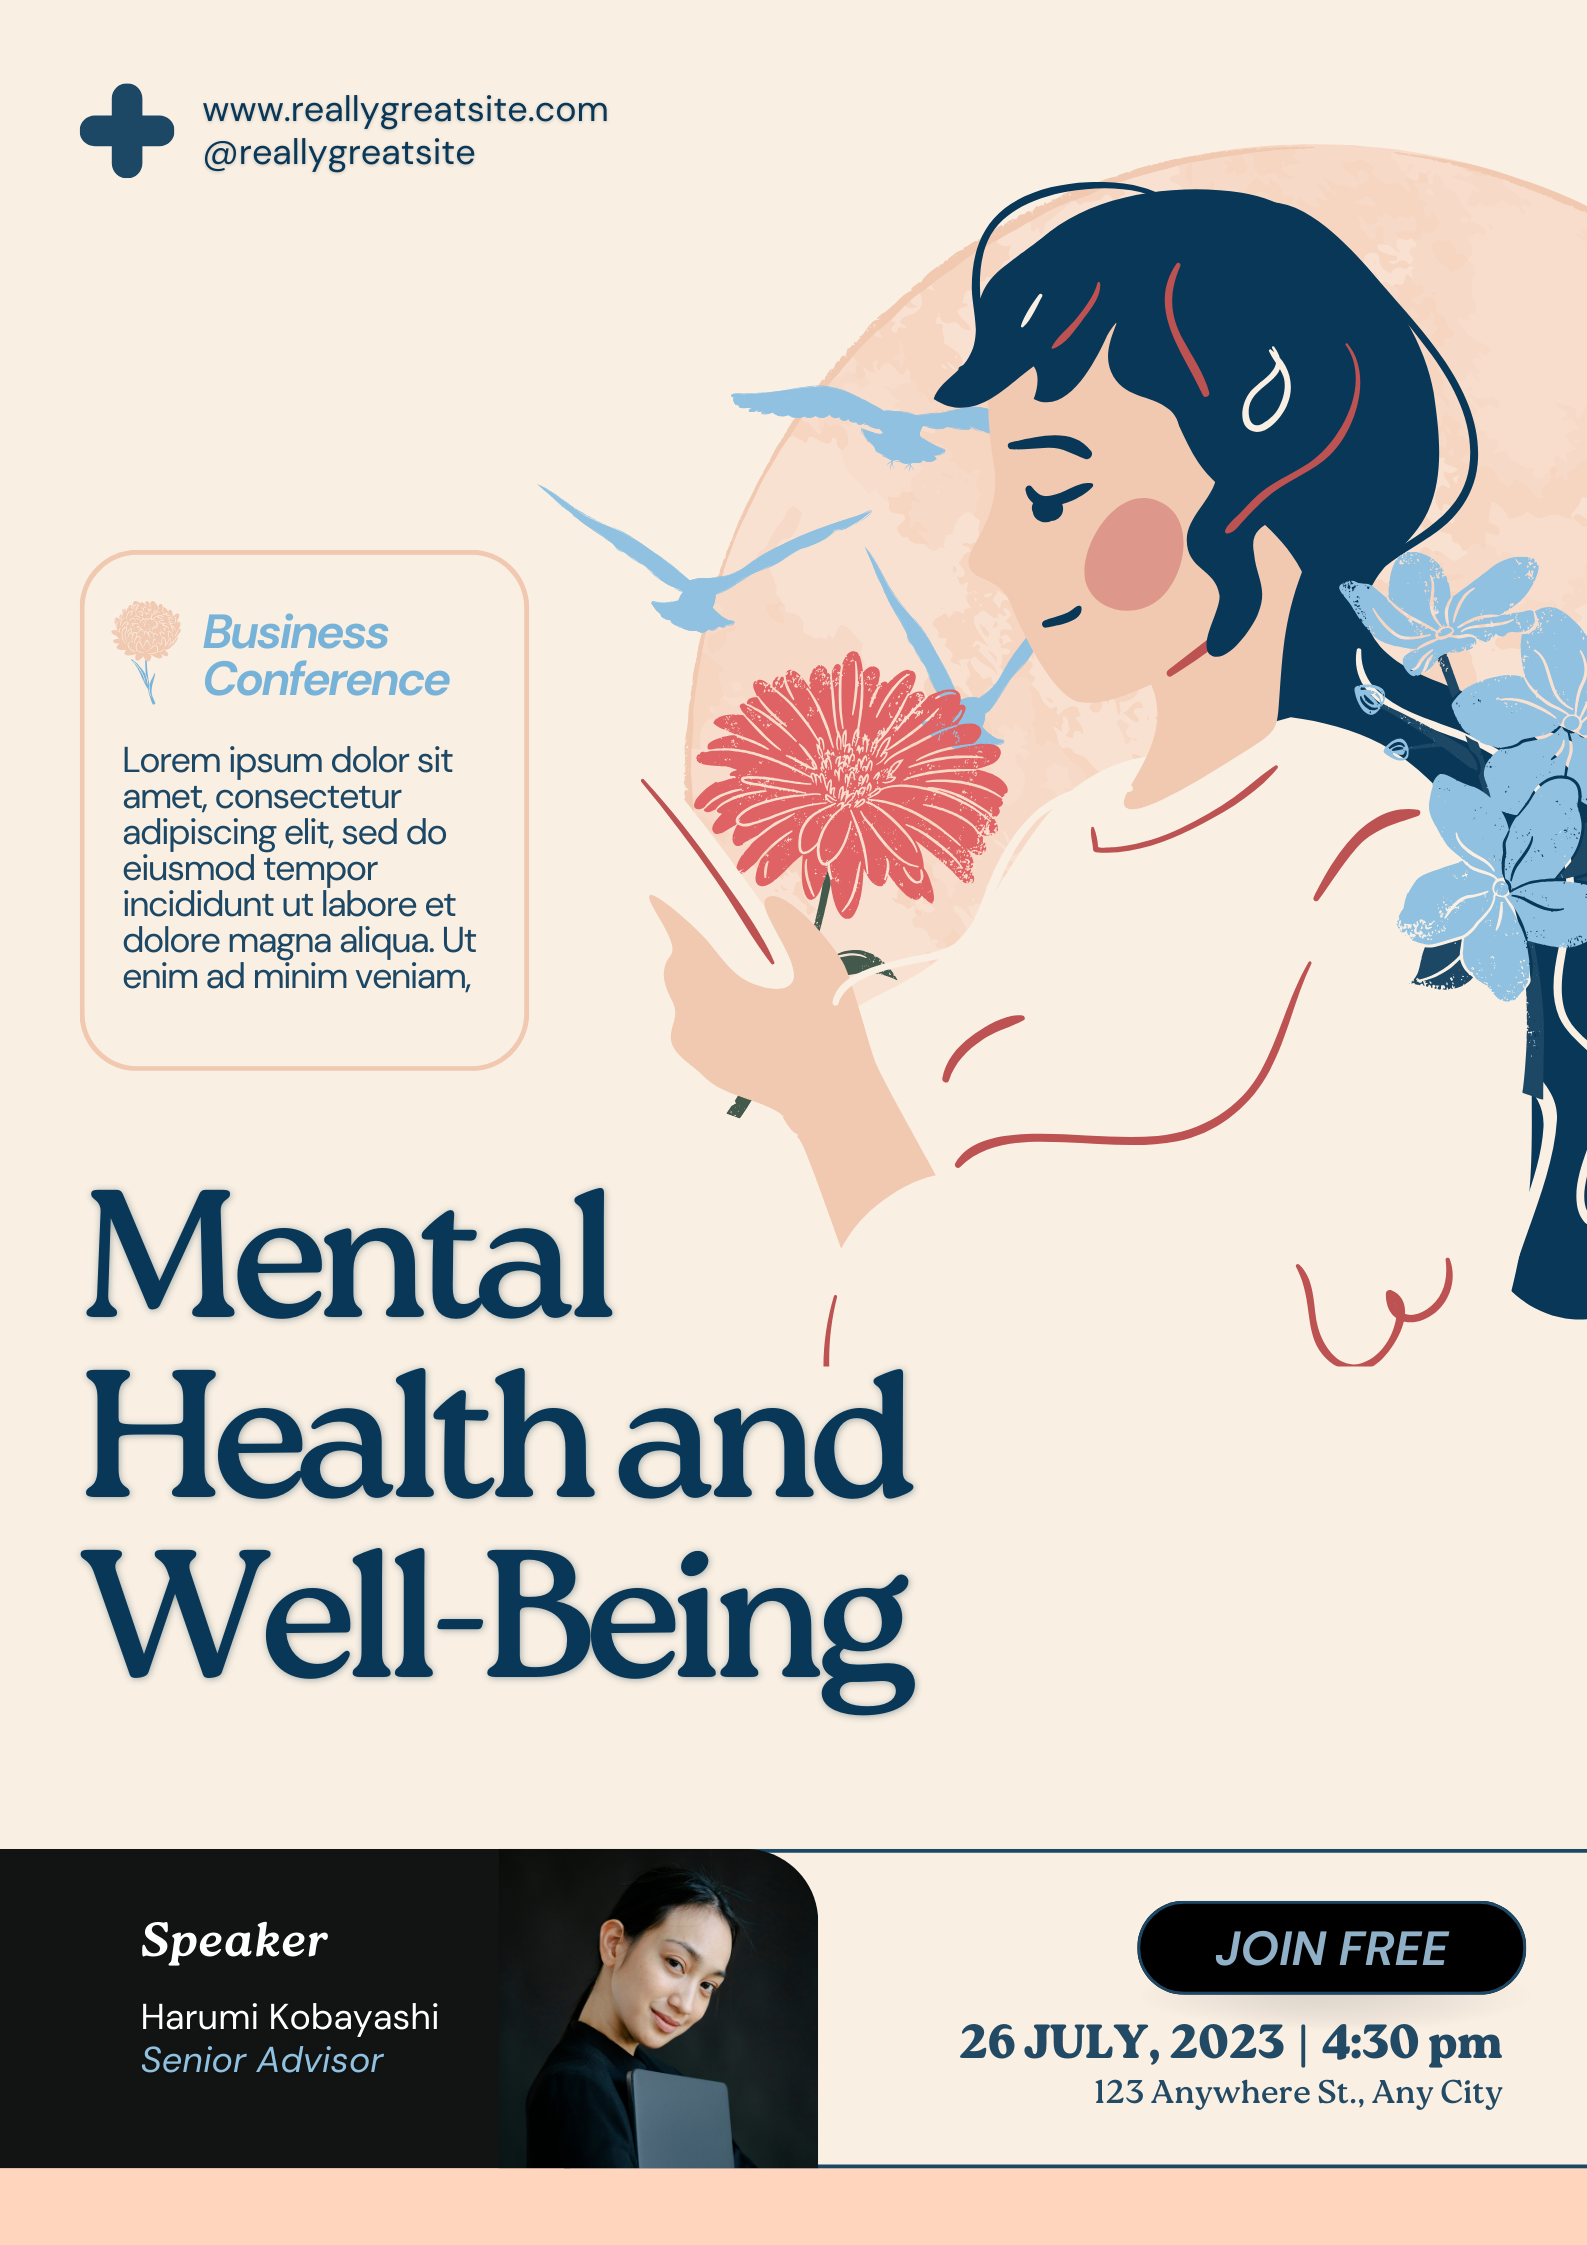 www.reallygreatsite.com
@reallygreatsite
Business
Conference
Lorem ipsum dolor sit
amet, consectetur
adipiscing elit, sed do
eiusmod tempor
incididunt ut labore et
dolore magna aliqua. Ut
enim ad minim veniam,
Mental
Health and
Well-Being
Speaker
Harumi Kobayashi
Senior Advisor
JOIN FREE
26 JULY, 2023 | 4:30 pm
123 Anywhere St., Any City